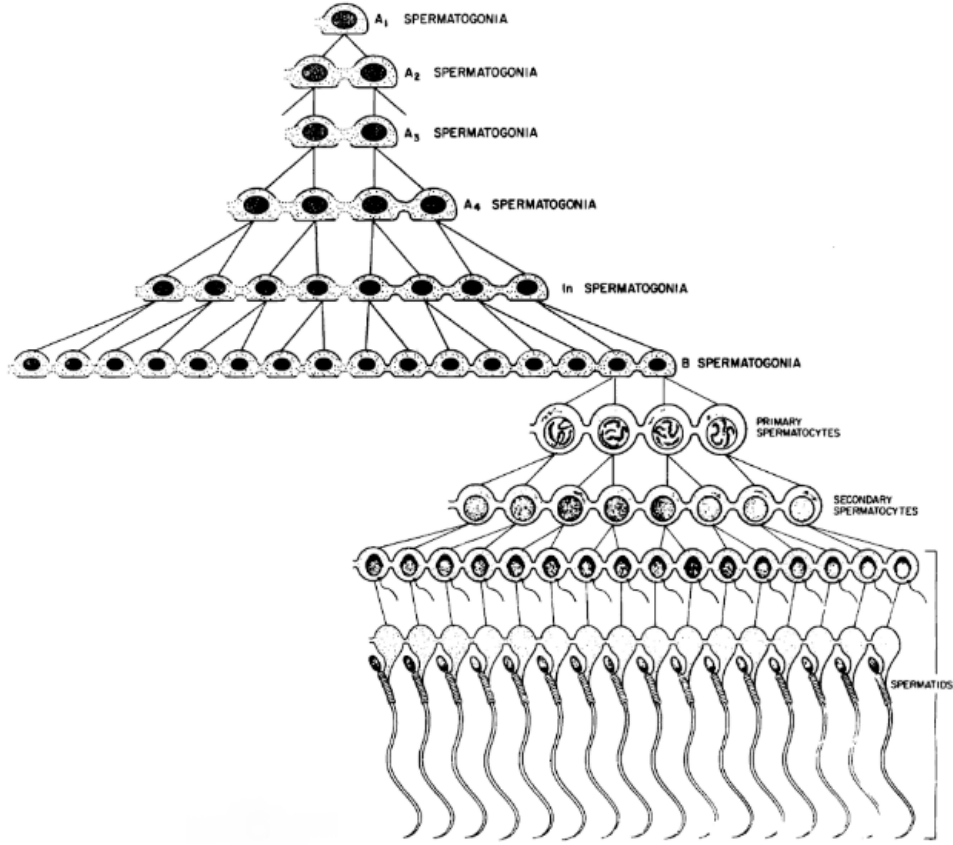 A1 SPERMATOGONIA
A2 SPERMATOGONIA
A3 SPERMATOGONIA
A4 SPERMATOGONIA
In SPERMATOGONIA
B SPERMATOGONIA
PRIMARY
SPERMATOCYTES
SECONDARY
SPERMATOCYTES
SPERMATIDS